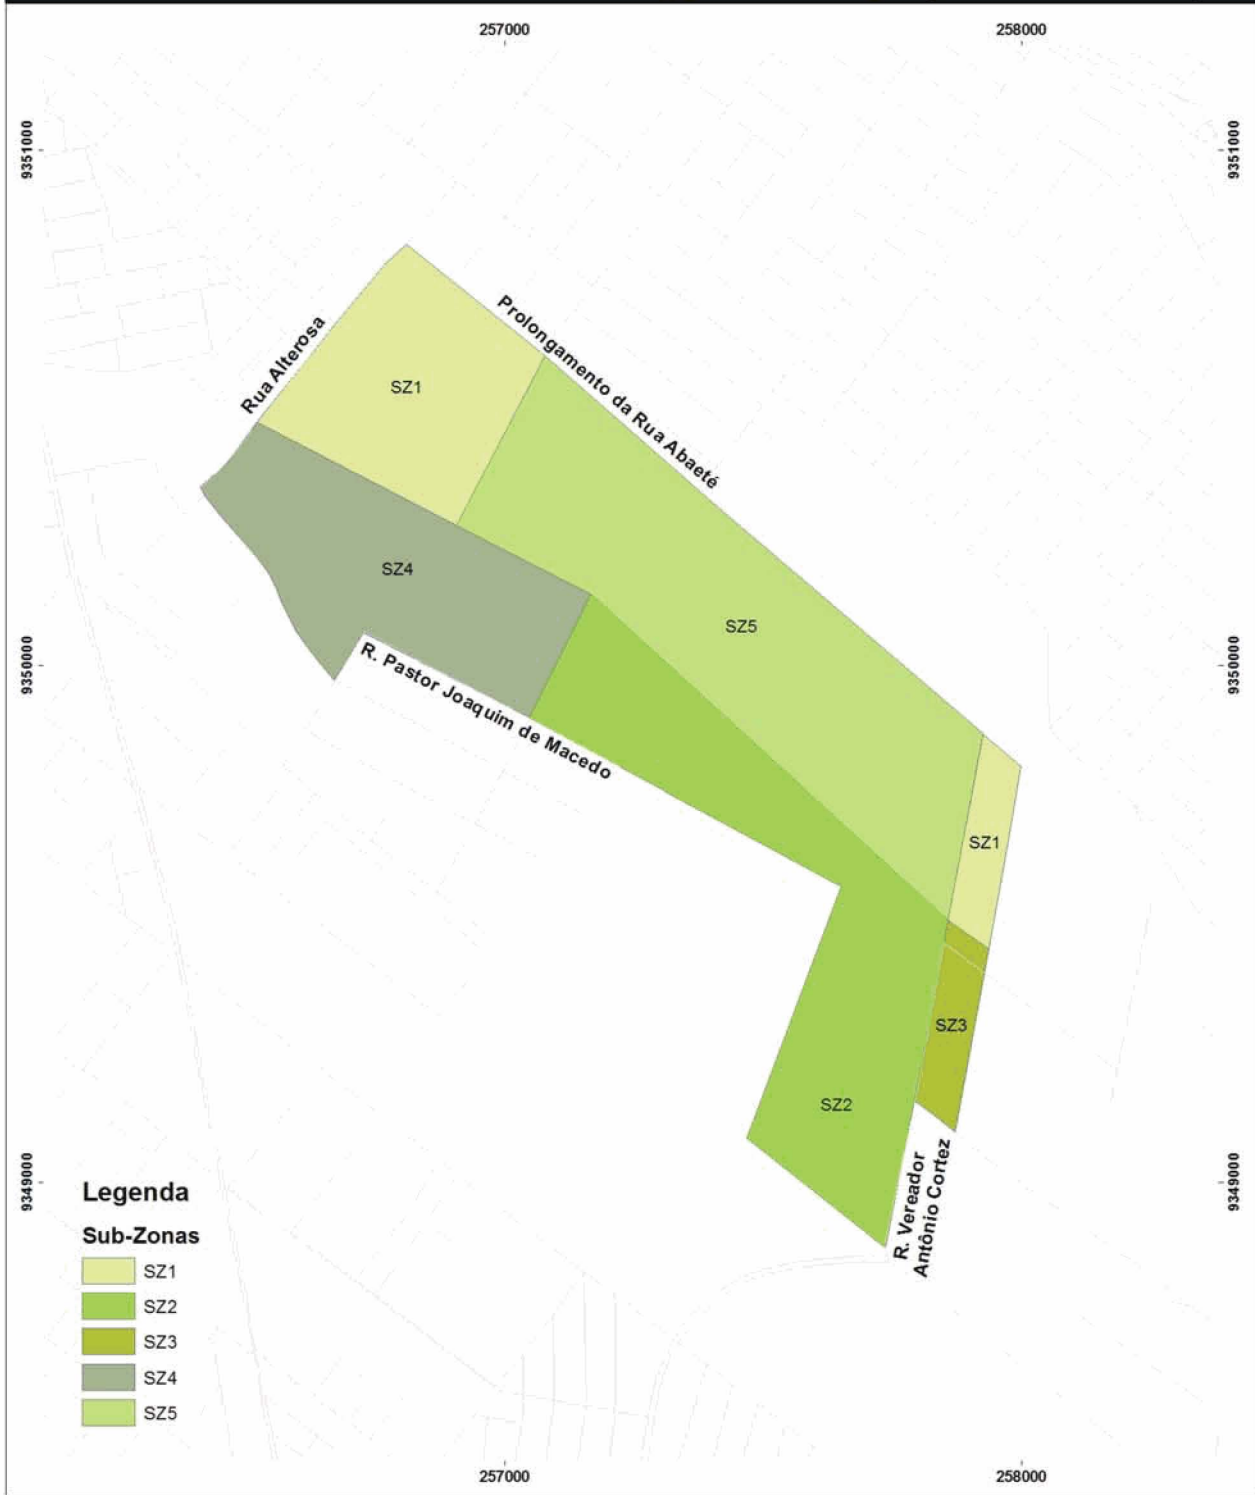 257000
258000
9351000
9351000
Prolongamento da Rua Abaeté
Rua Alterosa
SZ1
SZ4
SZ5
9350000
9350000
R. Pastor Joaquim de Macedo
SZ1
SZ3
SZ2
R. Vereador
Antônio Cortez
9349000
9349000
Legenda
Sub-Zonas
SZ1
SZ2
SZ3
SZ4
SZ5
257000
258000